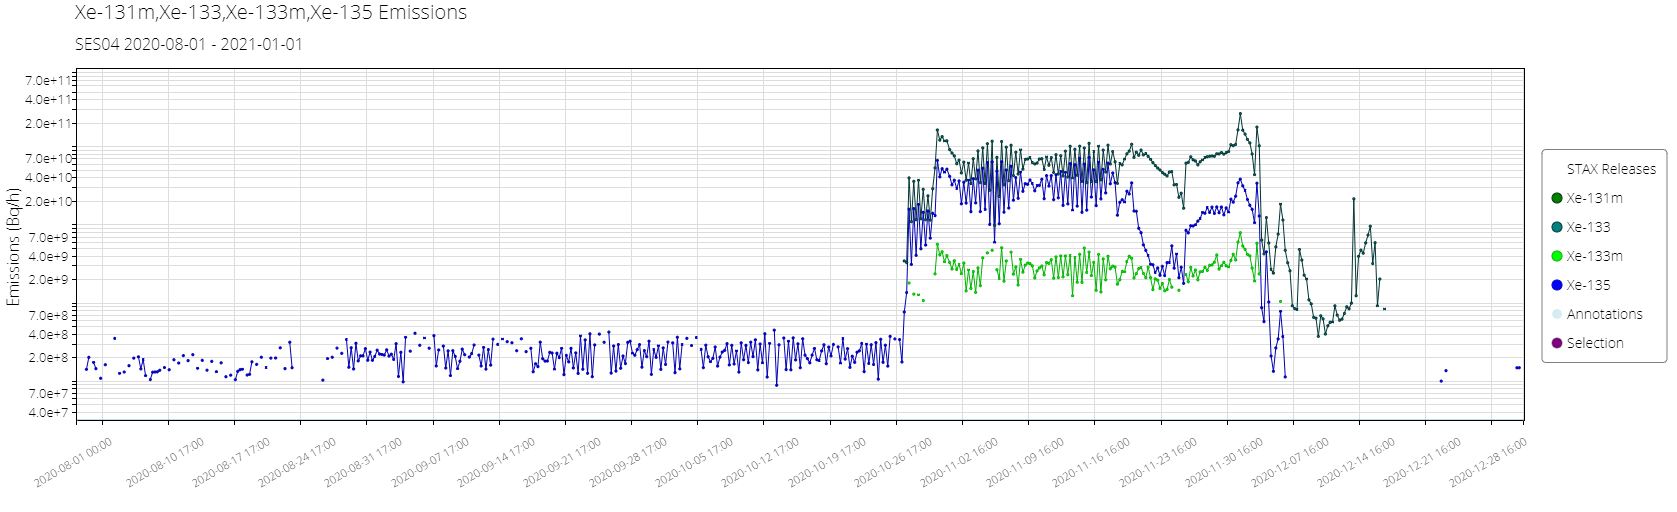 Xe-131m,Xe-133,Xe-133m,Xe-135 Emissions
SES04 2020-08-01 - 2021-01-01
Emissions (Bq/h)
7.0e+11
4.0e+11
2.0e+11
7.0e+10
4.0e+10
2.0e+10
7.0e+9
4.0e+9
2.0e+9
7.0e+8
4.0e+8
2.0e+8
7.0e+7
4.0e+7
2020-08-01 00:00
2020-08-10 17:00
2020-08-17 17:00
2020-08-24 17:00
2020-08-31 17:00
2020-09-07 17:00
2020-09-14 17:00
2020-09-21 17:00
2020-09-28 17:00
2020-10-05 17:00
2020-10-12 17:00
2020-10-19 17:00
2020-10-26 17:00
2020-11-02 16:00
2020-11-09 16:00
2020-11-16 16:00
2020-11-23 16:00
2020-11-30 16:00
2020-12-07 16:00
2020-12-14 16:00
2020-12-21 16:00
2020-12-28 16:00
STAX Releases
Xe-131m
Xe-133
Xe-133m
Xe-135
Annotations
Selection